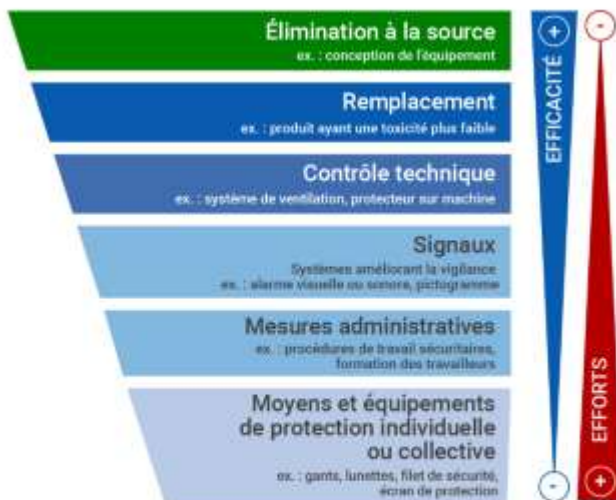 Élimination à la source
ex. : conception de l'équipement
Remplacement
ex. : produit ayant une toxicité plus faible
Contrôle technique
ex. : système de ventilation, protecteur sur machine
Signaux
Systèmes améliorant la vigilance
ex. : alarme visuelle ou sonore, pictogramme
Mesures administratives
ex. : procédures de travail sécuritaires,
formation des travailleurs
Moyens et équipements
de protection individuelle
ou collective
ex. : gants, lunettes, filet de sécurité,
écran de protection
+
EFFICACITÉ
-
-
EFFORTS
+